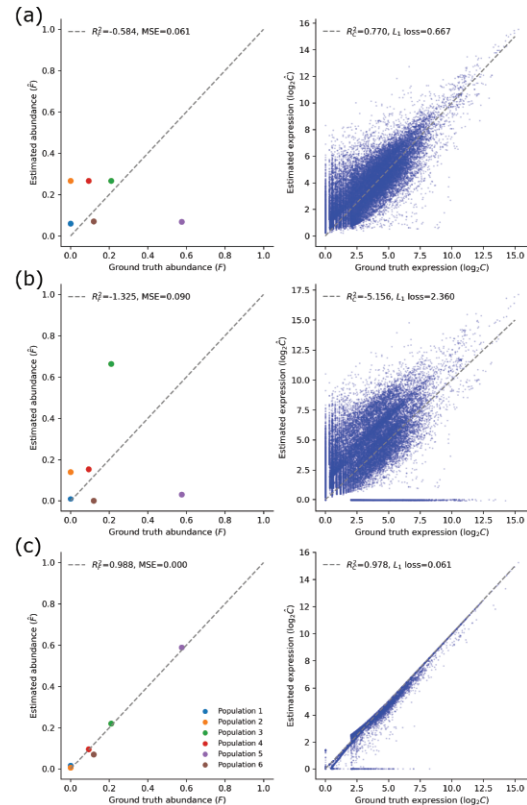 (a)
R²_F=-0.584, MSE=0.061
Estimated abundance (F̂)
1.0
0.8
0.6
0.4
0.2
0.0
0.0 0.2 0.4 0.6 0.8 1.0
Ground truth abundance (F)
R²_C=0.770, L₁ loss=0.667
Estimated expression (log₂Ĉ)
16
14
12
10
8
6
4
2
0
0.0 2.5 5.0 7.5 10.0 12.5 15.0
Ground truth expression (log₂C)
(b)
R²_F=-1.325, MSE=0.090
Estimated abundance (F̂)
1.0
0.8
0.6
0.4
0.2
0.0
0.0 0.2 0.4 0.6 0.8 1.0
Ground truth abundance (F)
R²_C=-5.156, L₁ loss=2.360
Estimated expression (log₂Ĉ)
17.5
15.0
12.5
10.0
7.5
5.0
2.5
0.0
0.0 2.5 5.0 7.5 10.0 12.5 15.0
Ground truth expression (log₂C)
(c)
R²_F=0.988, MSE=0.000
Estimated abundance (F̂)
1.0
0.8
0.6
0.4
0.2
0.0
Population 1
Population 2
Population 3
Population 4
Population 5
Population 6
0.0 0.2 0.4 0.6 0.8 1.0
Ground truth abundance (F)
R²_C=0.978, L₁ loss=0.061
Estimated expression (log₂Ĉ)
16
14
12
10
8
6
4
2
0
0.0 2.5 5.0 7.5 10.0 12.5 15.0
Ground truth expression (log₂C)